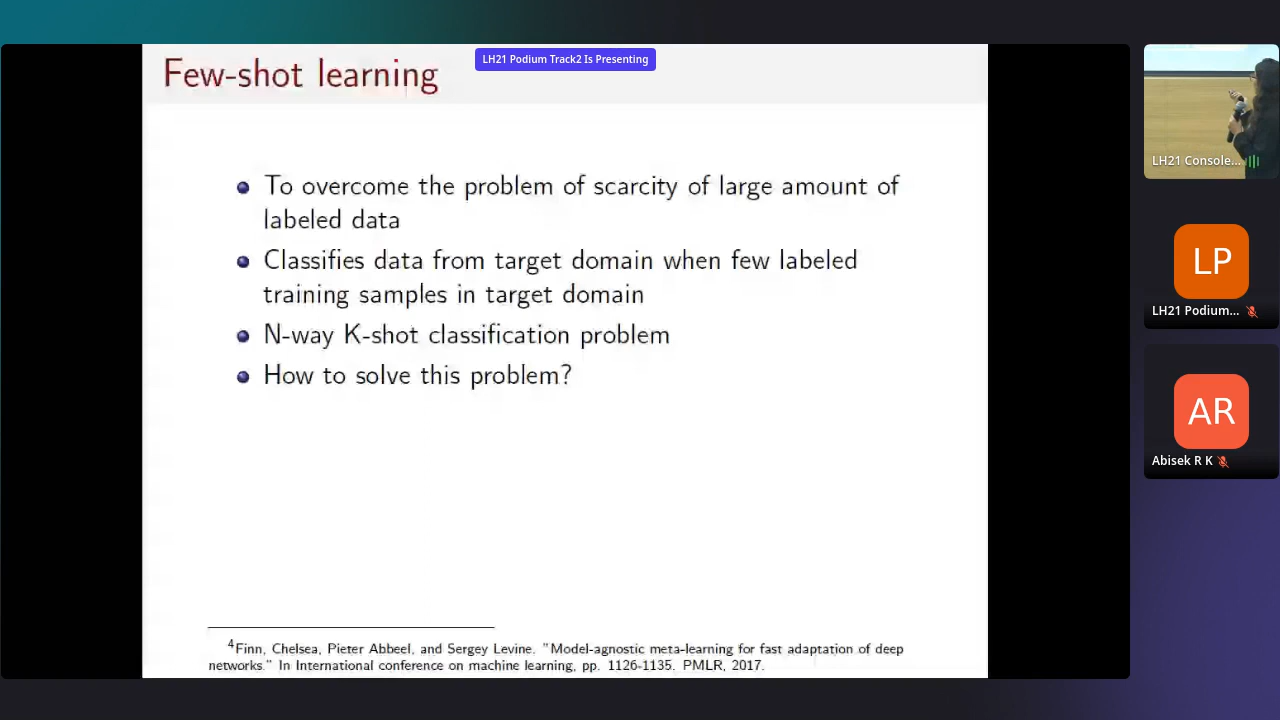 LH21 Podium Track2 Is Presenting
Few-shot learning
To overcome the problem of scarcity of large amount of
labeled data
Classifies data from target domain when few labeled
training samples in target domain
N-way K-shot classification problem
How to solve this problem?
4Finn, Chelsea, Pieter Abbeel, and Sergey Levine. "Model-agnostic meta-learning for fast adaptation of deep
networks." In International conference on machine learning, pp. 1126-1135. PMLR, 2017.
LH21 Console...
LP
LH21 Podium...
AR
Abisek R K